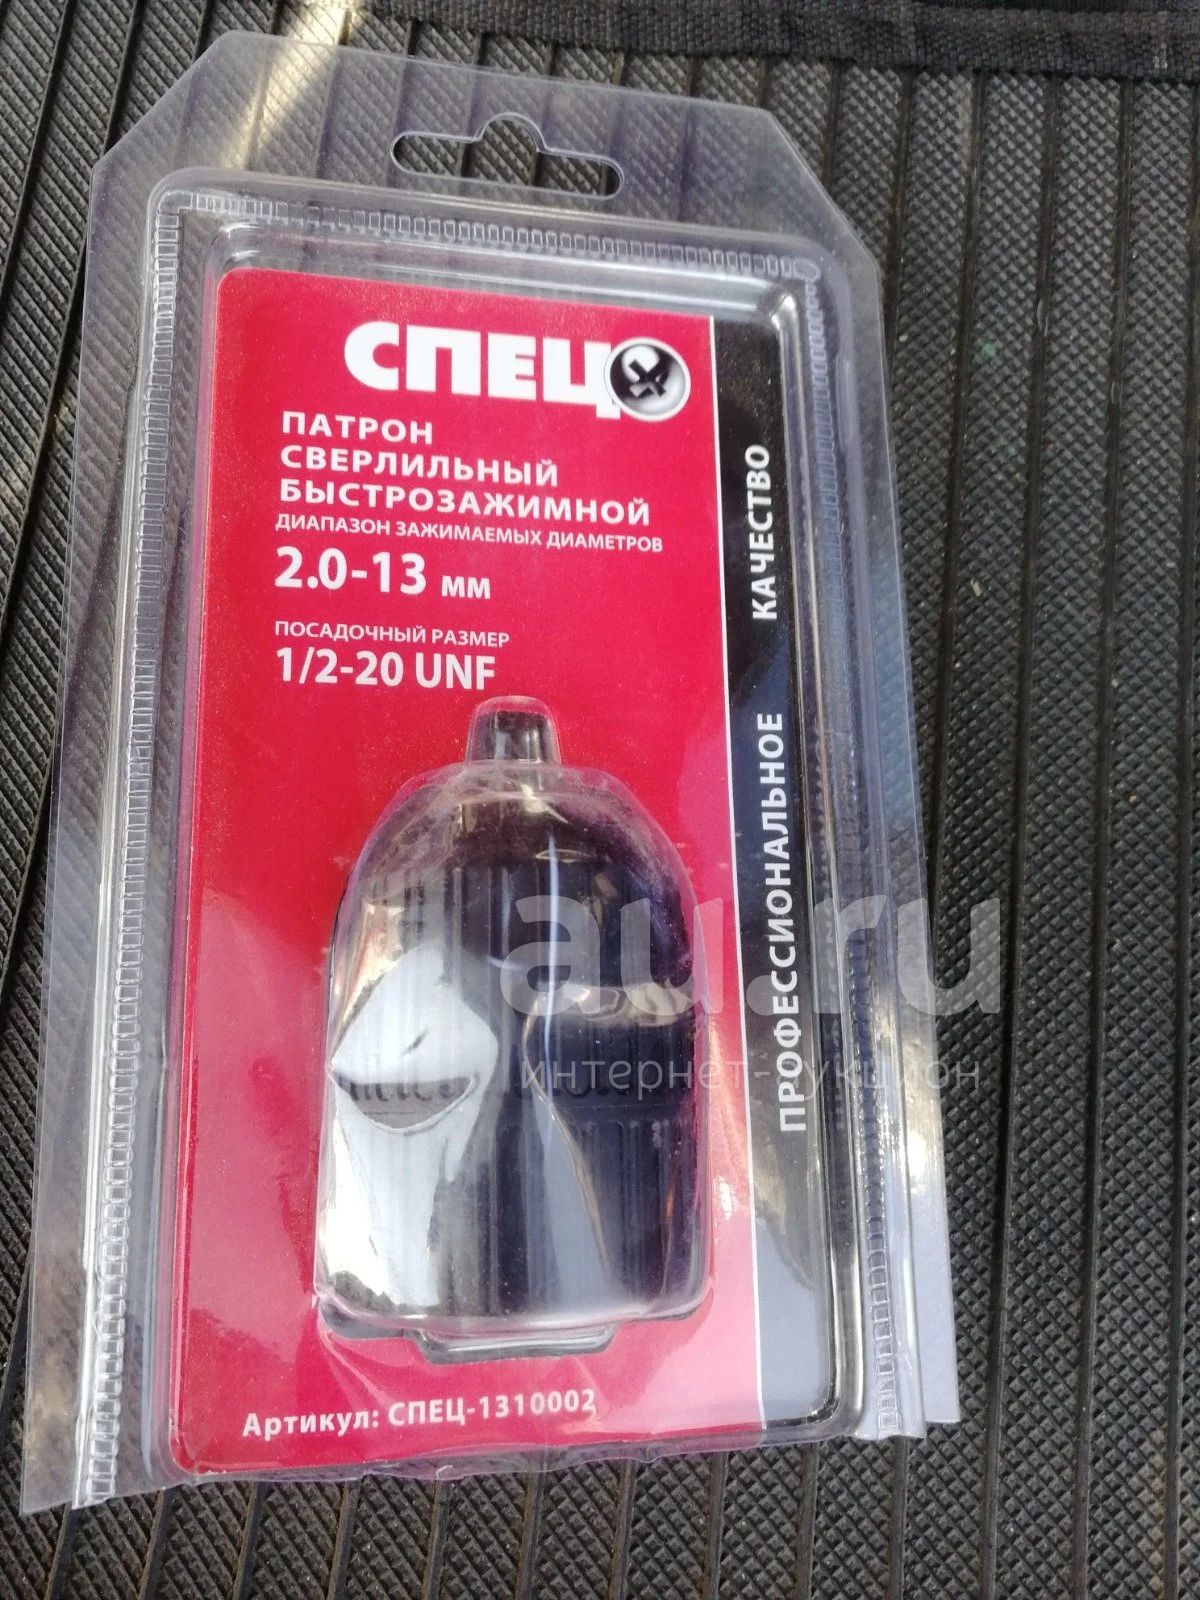 СПЕЦ
ПАТРОН
СВЕРЛИЛЬНЫЙ
БЫСТРОЗАЖИМНОЙ
ДИАПАЗОН ЗАЖИМАЕМЫХ ДИАМЕТРОВ
2.0-13 мм
ПОСАДОЧНЫЙ РАЗМЕР
1/2-20 UNF
ПРОФЕССИОНАЛЬНОЕ КАЧЕСТВО
au.ru
интернет-аукцион
Артикул: СПЕЦ-1310002